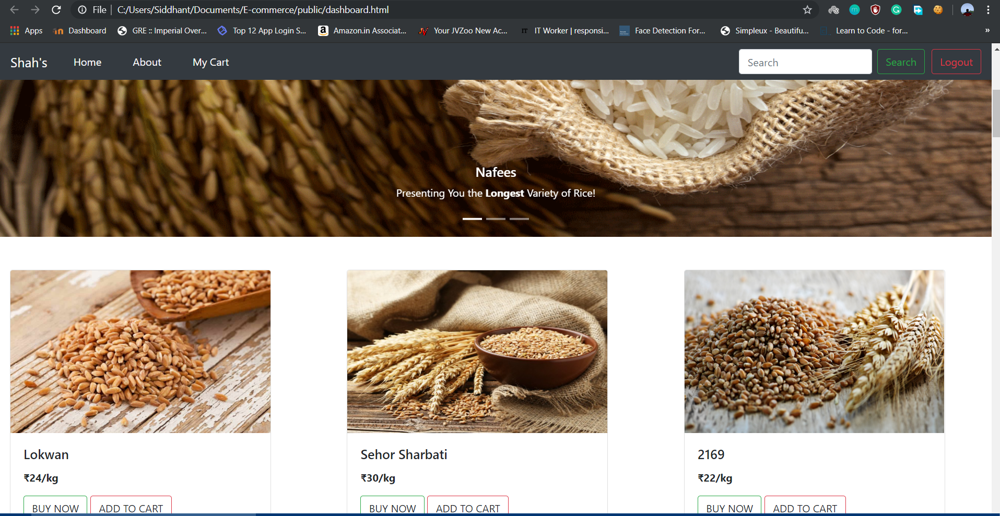 File C:/Users/Siddhant/Documents/E-commerce/public/dashboard.html
Apps Dashboard GRE :: Imperial Over... Top 12 App Login S... Amazon.in Associat... Your JVZoo New Ac... IT Worker | responsi... Face Detection For... Simpleux - Beautifu... Learn to Code - for... »
Shah's Home About My Cart Search Search Logout
Nafees
Presenting You the Longest Variety of Rice!
Lokwan Sehor Sharbati 2169
₹24/kg ₹30/kg ₹22/kg
BUY NOW ADD TO CART BUY NOW ADD TO CART BUY NOW ADD TO CART